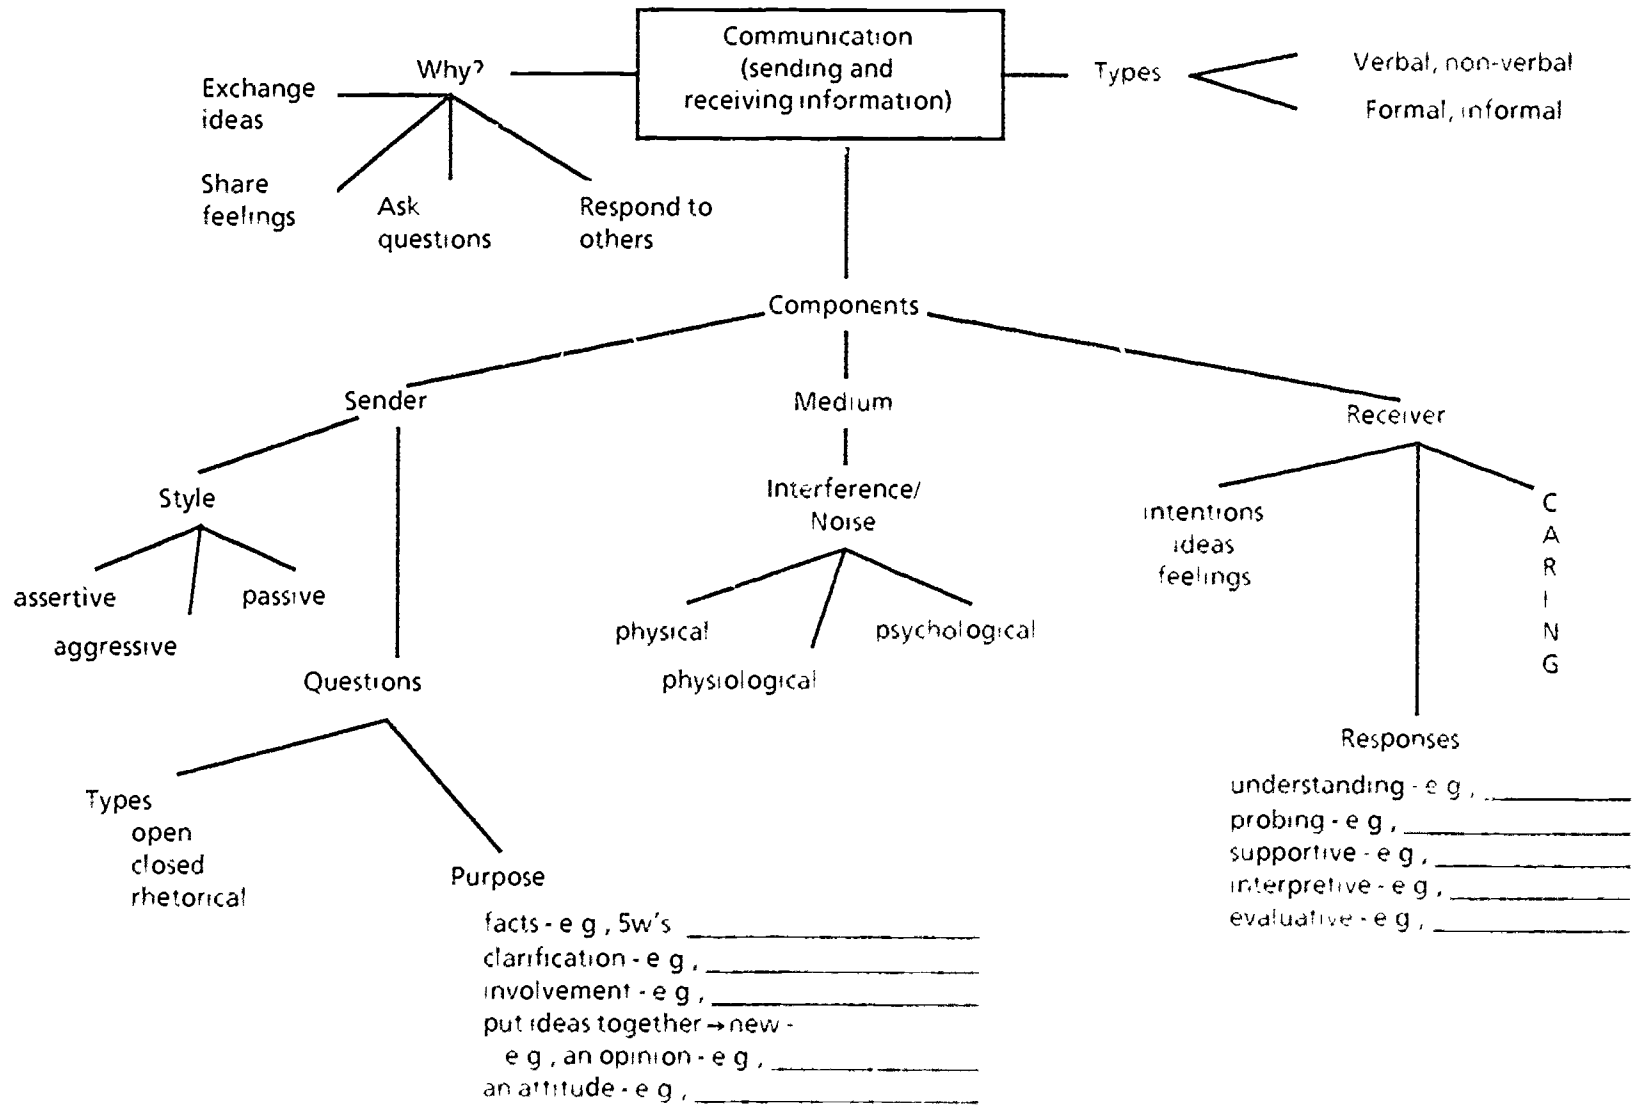 Communication
(sending and
receiving information)
Why?
Exchange
ideas
Share
feelings
Ask
questions
Respond to
others
Types
Verbal, non-verbal
Formal, informal
Components
Sender
Style
assertive
aggressive
passive
Questions
Types
open
closed
rhetorical
Purpose
facts - e g , 5w's
clarification - e g ,
involvement - e g ,
put ideas together → new -
e g , an opinion - e g ,
an attitude - e g ,
Medium
Interference/
Noise
physical
physiological
psychological
Receiver
intentions
ideas
feelings
Responses
understanding - e g ,
probing - e g ,
supportive - e g ,
interpretive - e g ,
evaluative - e g ,
C
A
R
I
N
G